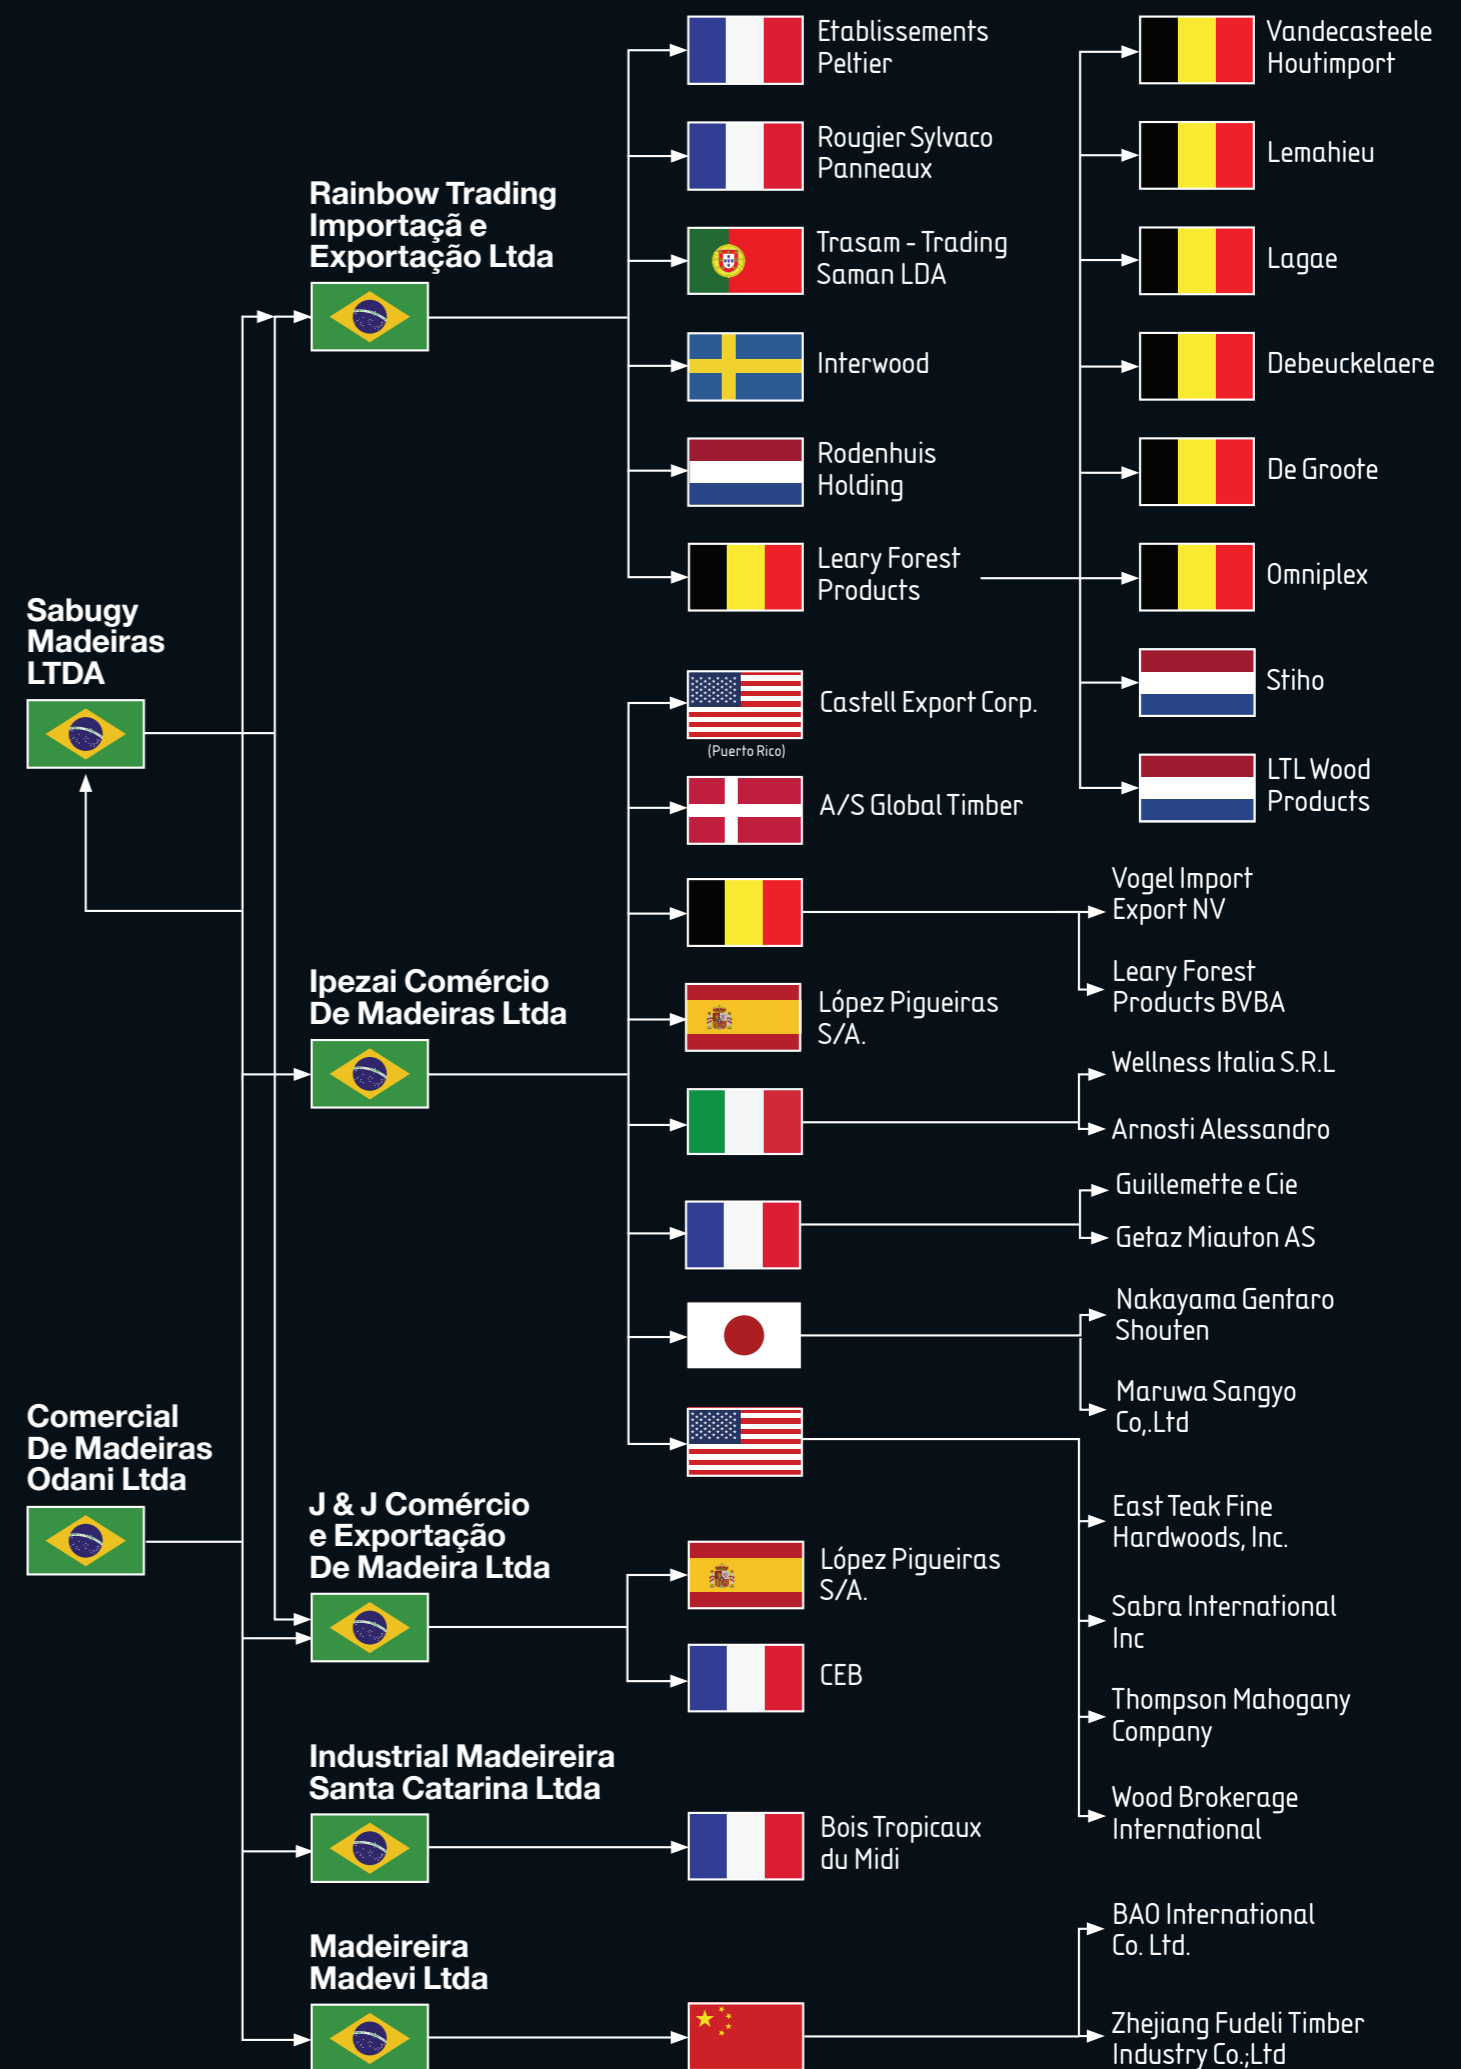 Sabugy
Madeiras
LTDA
Comercial
De Madeiras
Odani Ltda
Rainbow Trading
Importaçã e
Exportação Ltda
Ipezai Comércio
De Madeiras Ltda
J & J Comércio
e Exportação
De Madeira Ltda
Industrial Madeireira
Santa Catarina Ltda
Madeireira
Madevi Ltda
Etablissements
Peltier
Rougier Sylvaco
Panneaux
Trasam - Trading
Saman LDA
Interwood
Rodenhuis
Holding
Leary Forest
Products
Castell Export Corp.
(Puerto Rico)
A/S Global Timber
López Pigueiras
S/A.
López Pigueiras
S/A.
CEB
Bois Tropicaux
du Midi
Vandecasteele
Houtimport
Lemahieu
Lagae
Debeuckelaere
De Groote
Omniplex
Stiho
LTL Wood
Products
Vogel Import
Export NV
Leary Forest
Products BVBA
Wellness Italia S.R.L
Arnosti Alessandro
Guillemette e Cie
Getaz Miauton AS
Nakayama Gentaro
Shouten
Maruwa Sangyo
Co,.Ltd
East Teak Fine
Hardwoods, Inc.
Sabra International
Inc
Thompson Mahogany
Company
Wood Brokerage
International
BAO International
Co. Ltd.
Zhejiang Fudeli Timber
Industry Co.;Ltd